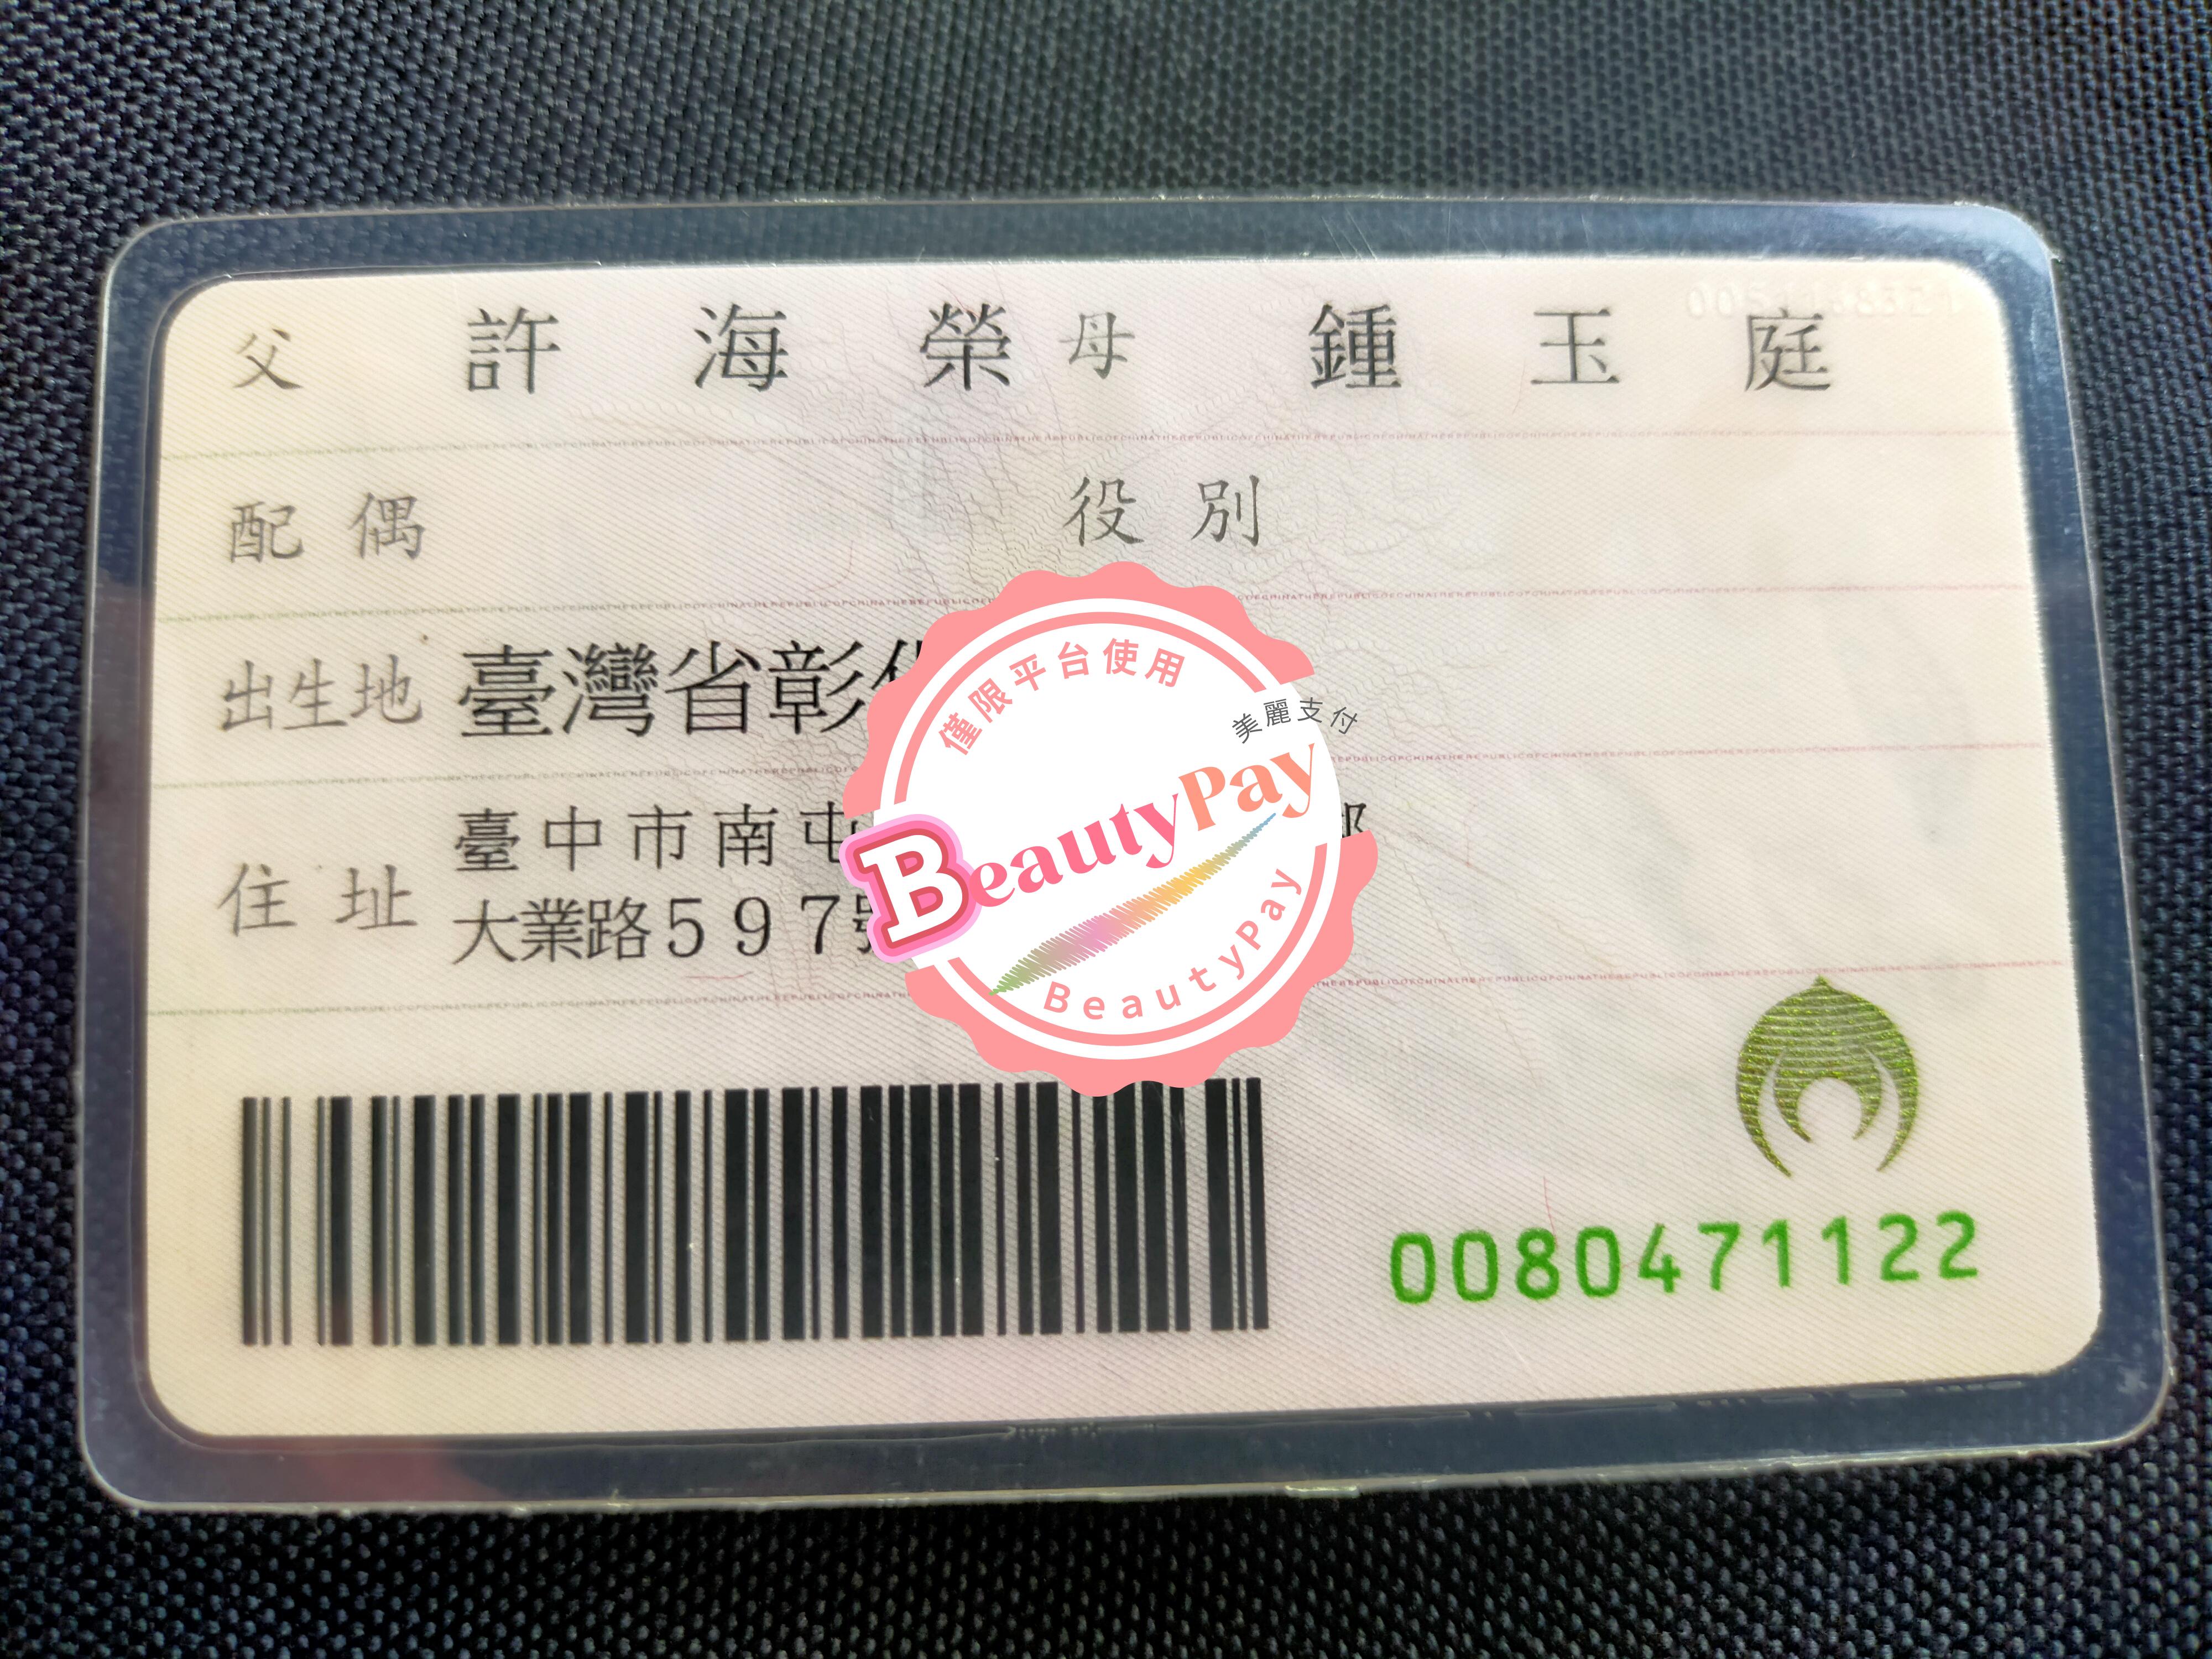 父 許海榮 母 鍾玉庭
配偶 役別
出生地 臺灣省彰
住址 臺中市南屯
大業路597
僅限平台使用
美麗支付
BeautyPay
BeautyPay
0080471122